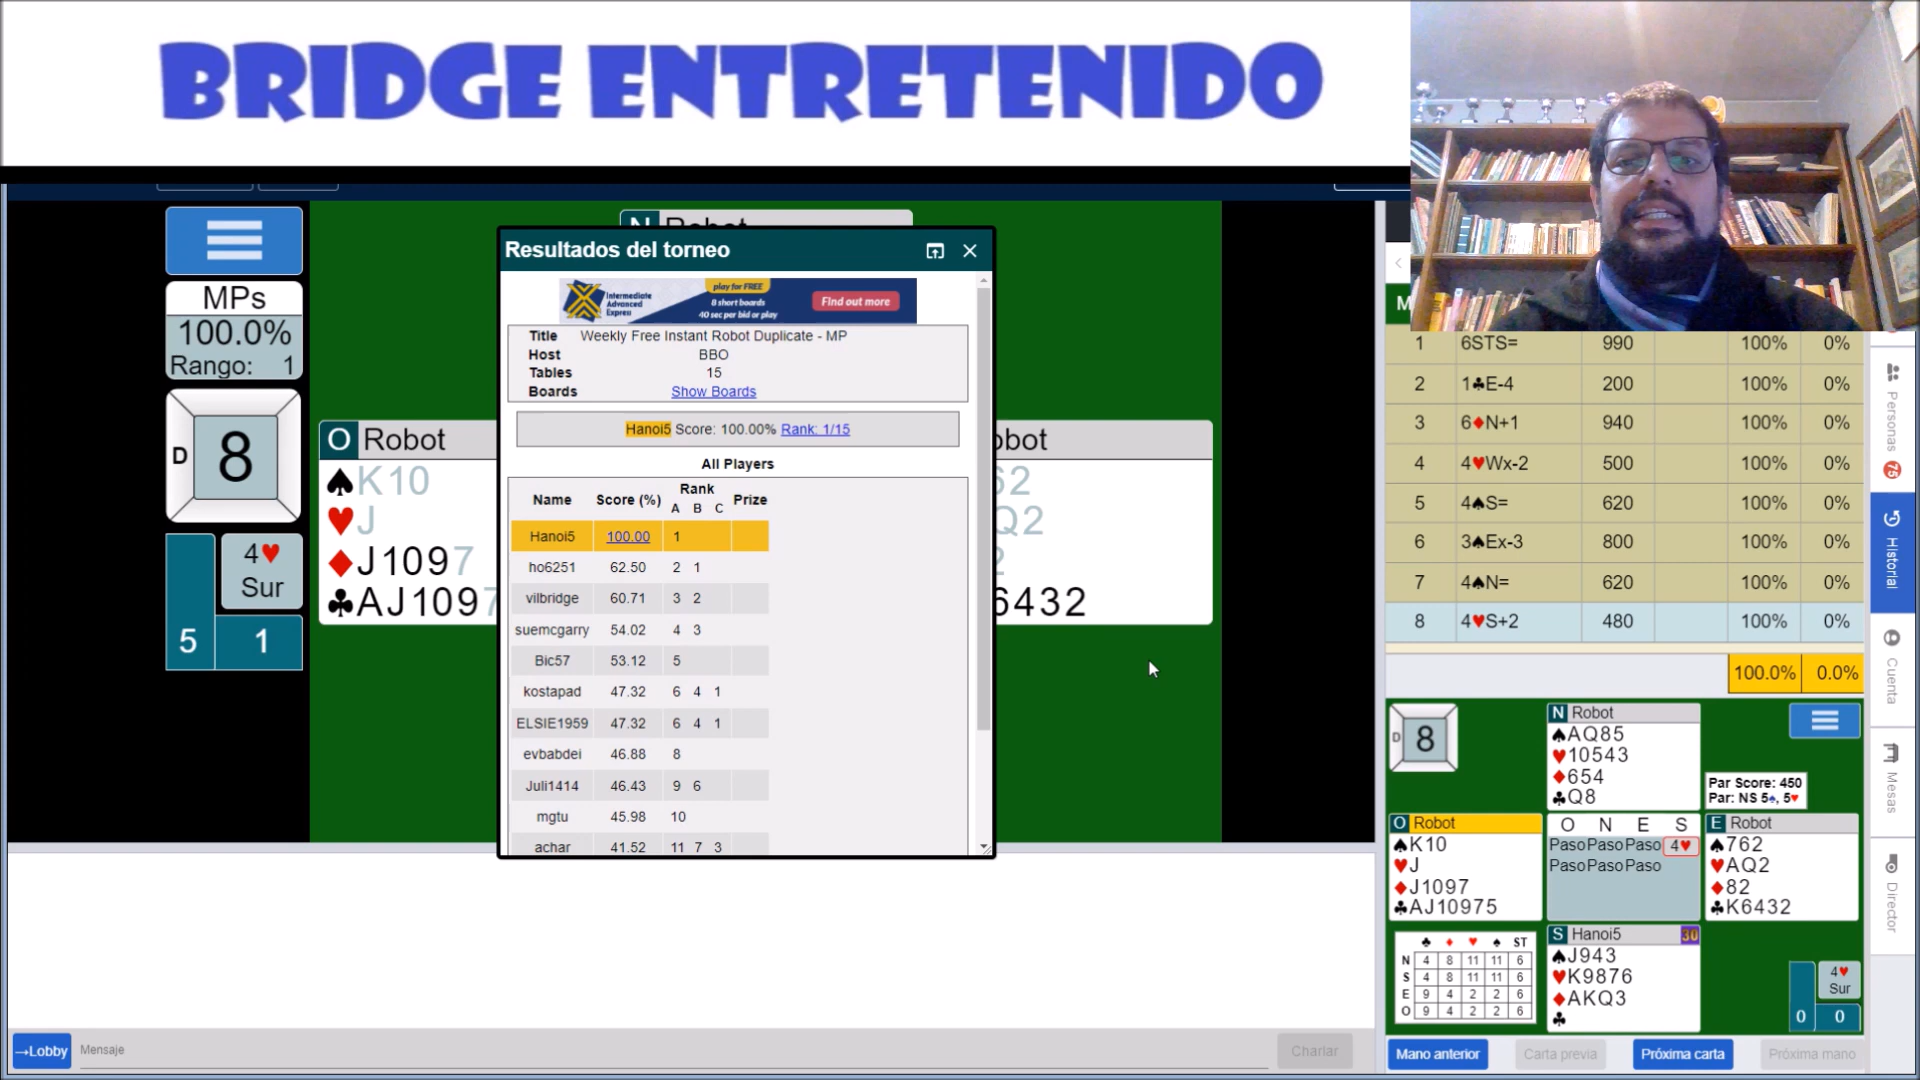 BRIDGE ENTRETENIDO
MPs
100.0%
Rango: 1
D 8
4♥
Sur
5 1
N Robot
O Robot
♠K10
♥J
♦J1097
♣AJ1097
6432
Resultados del torneo
Intermediate
Advanced
Express
play for FREE
8 short boards
40 sec per bid or play
Find out more
Title Weekly Free Instant Robot Duplicate - MP
Host BBO
Tables 15
Boards Show Boards
Hanoi5 Score: 100.00% Rank: 1/15
All Players
Name Score (%) Rank Prize
A B C
Hanoi5 100.00 1
ho6251 62.50 2 1
vilbridge 60.71 3 2
suemcgarry 54.02 4 3
Bic57 53.12 5
kostapad 47.32 6 4 1
ELSIE1959 47.32 6 4 1
evbabdei 46.88 8
Juli1414 46.43 9 6
mgtu 45.98 10
achar 41.52 11 7 3
1 6STS= 990 100% 0%
2 1♣E-4 200 100% 0%
3 6♦N+1 940 100% 0%
4 4♥Wx-2 500 100% 0%
5 4♠S= 620 100% 0%
6 3♠Ex-3 800 100% 0%
7 4♠N= 620 100% 0%
8 4♥S+2 480 100% 0%
100.0% 0.0%
D 8
N Robot
♠AQ85
♥10543
♦654
♣Q8
Par Score: 450
Par: NS 5♠, 5♥
O Robot
♠K10
♥J
♦J1097
♣AJ10975
O N E S
Paso Paso Paso 4♥
Paso Paso Paso
E Robot
♠762
♥AQ2
♦82
♣K6432
♣ ♦ ♥ ♠ ST
N 4 8 11 11 6
S 4 8 11 11 6
E 9 4 2 2 6
O 9 4 2 2 6
S Hanoi5 30
♠J943
♥K9876
♦AKQ3
♣
4♥
Sur
0 0
Mano anterior
Carta previa
Próxima carta
Próxima mano
Personas
75
Historial
Cuenta
Mesas
Director
→Lobby
Mensaje
Charlar